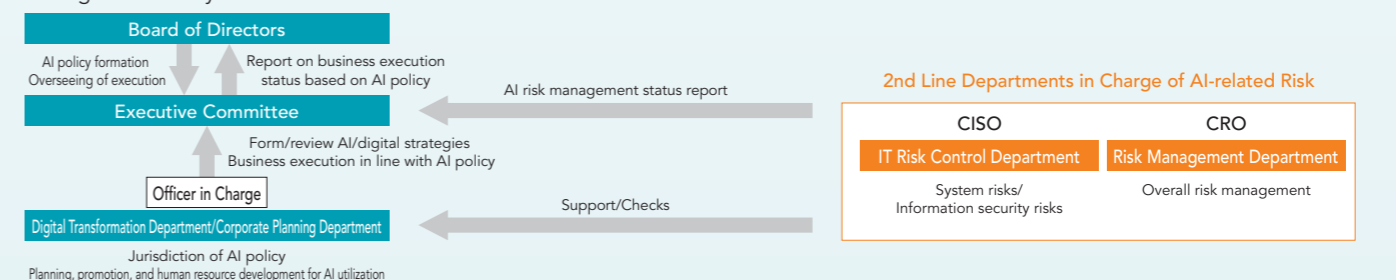 Board of Directors
AI policy formation
Overseeing of execution
Report on business execution
status based on AI policy
Executive Committee
AI risk management status report
Form/review AI/digital strategies
Business execution in line with AI policy
Officer in Charge
Digital Transformation Department/Corporate Planning Department
Support/Checks
Jurisdiction of AI policy
Planning, promotion, and human resource development for AI utilization
2nd Line Departments in Charge of AI-related Risk
CISO
IT Risk Control Department
System risks/
Information security risks
CRO
Risk Management Department
Overall risk management